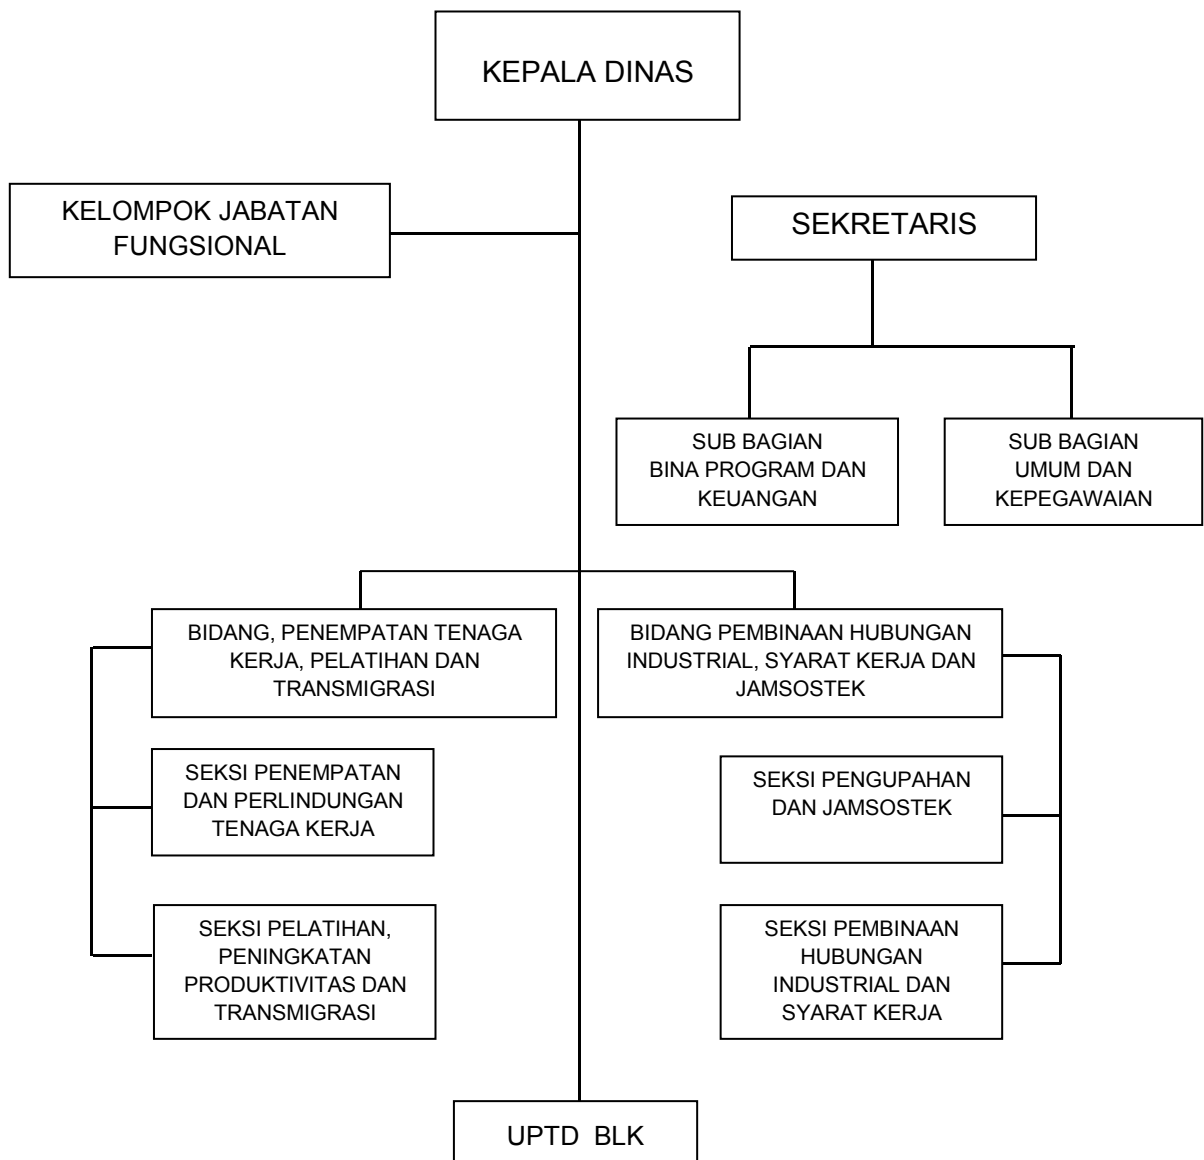 KEPALA DINAS
KELOMPOK JABATAN
FUNGSIONAL
SEKRETARIS
SUB BAGIAN
BINA PROGRAM DAN
KEUANGAN
SUB BAGIAN
UMUM DAN
KEPEGAWAIAN
BIDANG, PENEMPATAN TENAGA
KERJA, PELATIHAN DAN
TRANSMIGRASI
BIDANG PEMBINAAN HUBUNGAN
INDUSTRIAL, SYARAT KERJA DAN
JAMSOSTEK
SEKSI PENEMPATAN
DAN PERLINDUNGAN
TENAGA KERJA
SEKSI PENGUPAHAN
DAN JAMSOSTEK
SEKSI PELATIHAN,
PENINGKATAN
PRODUKTIVITAS DAN
TRANSMIGRASI
SEKSI PEMBINAAN
HUBUNGAN
INDUSTRIAL DAN
SYARAT KERJA
UPTD BLK